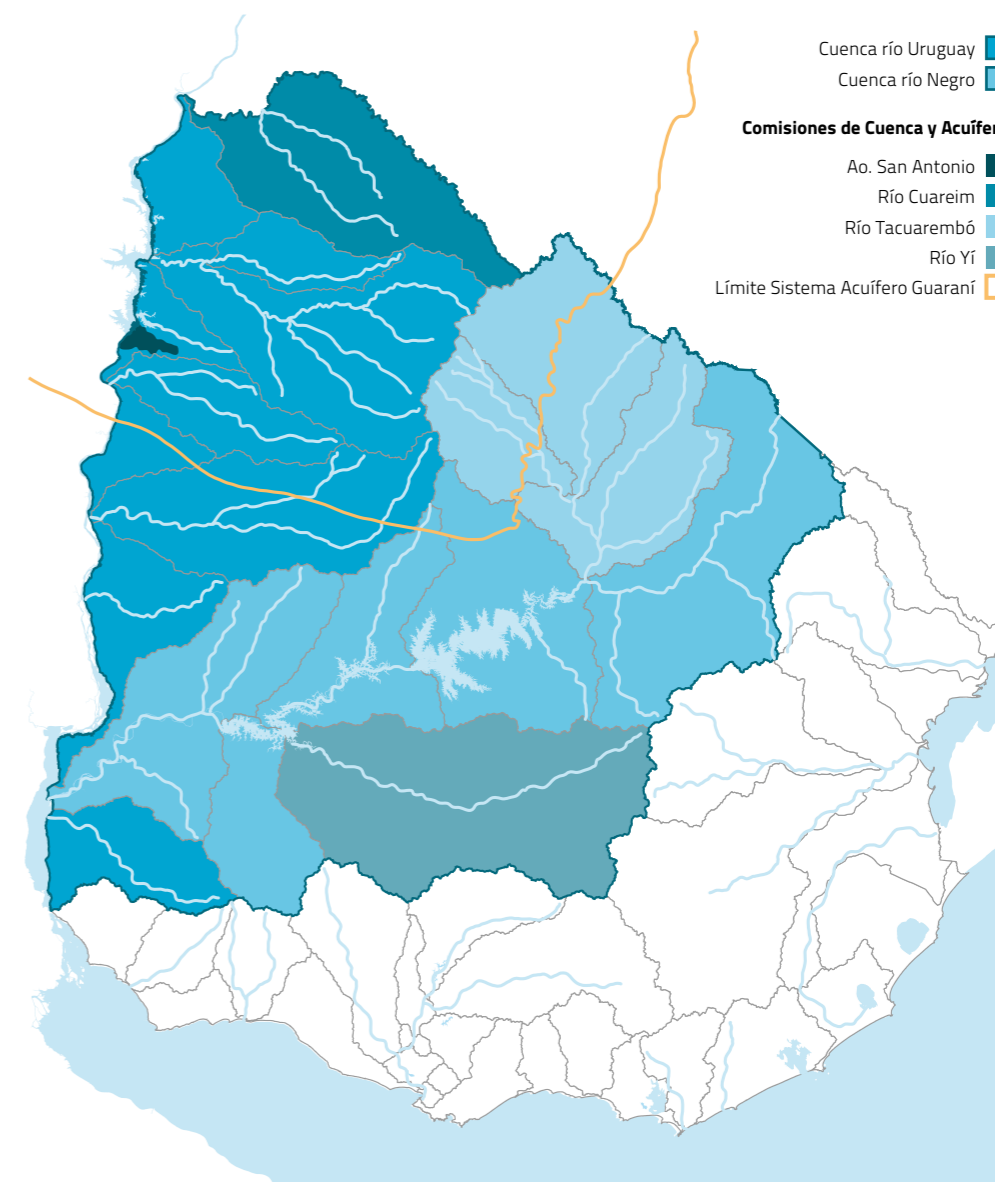 Cuenca río Uruguay
Cuenca río Negro
Comisiones de Cuenca y Acuífer
Ao. San Antonio
Río Cuareim
Río Tacuarembó
Río Yí
Límite Sistema Acuífero Guaraní